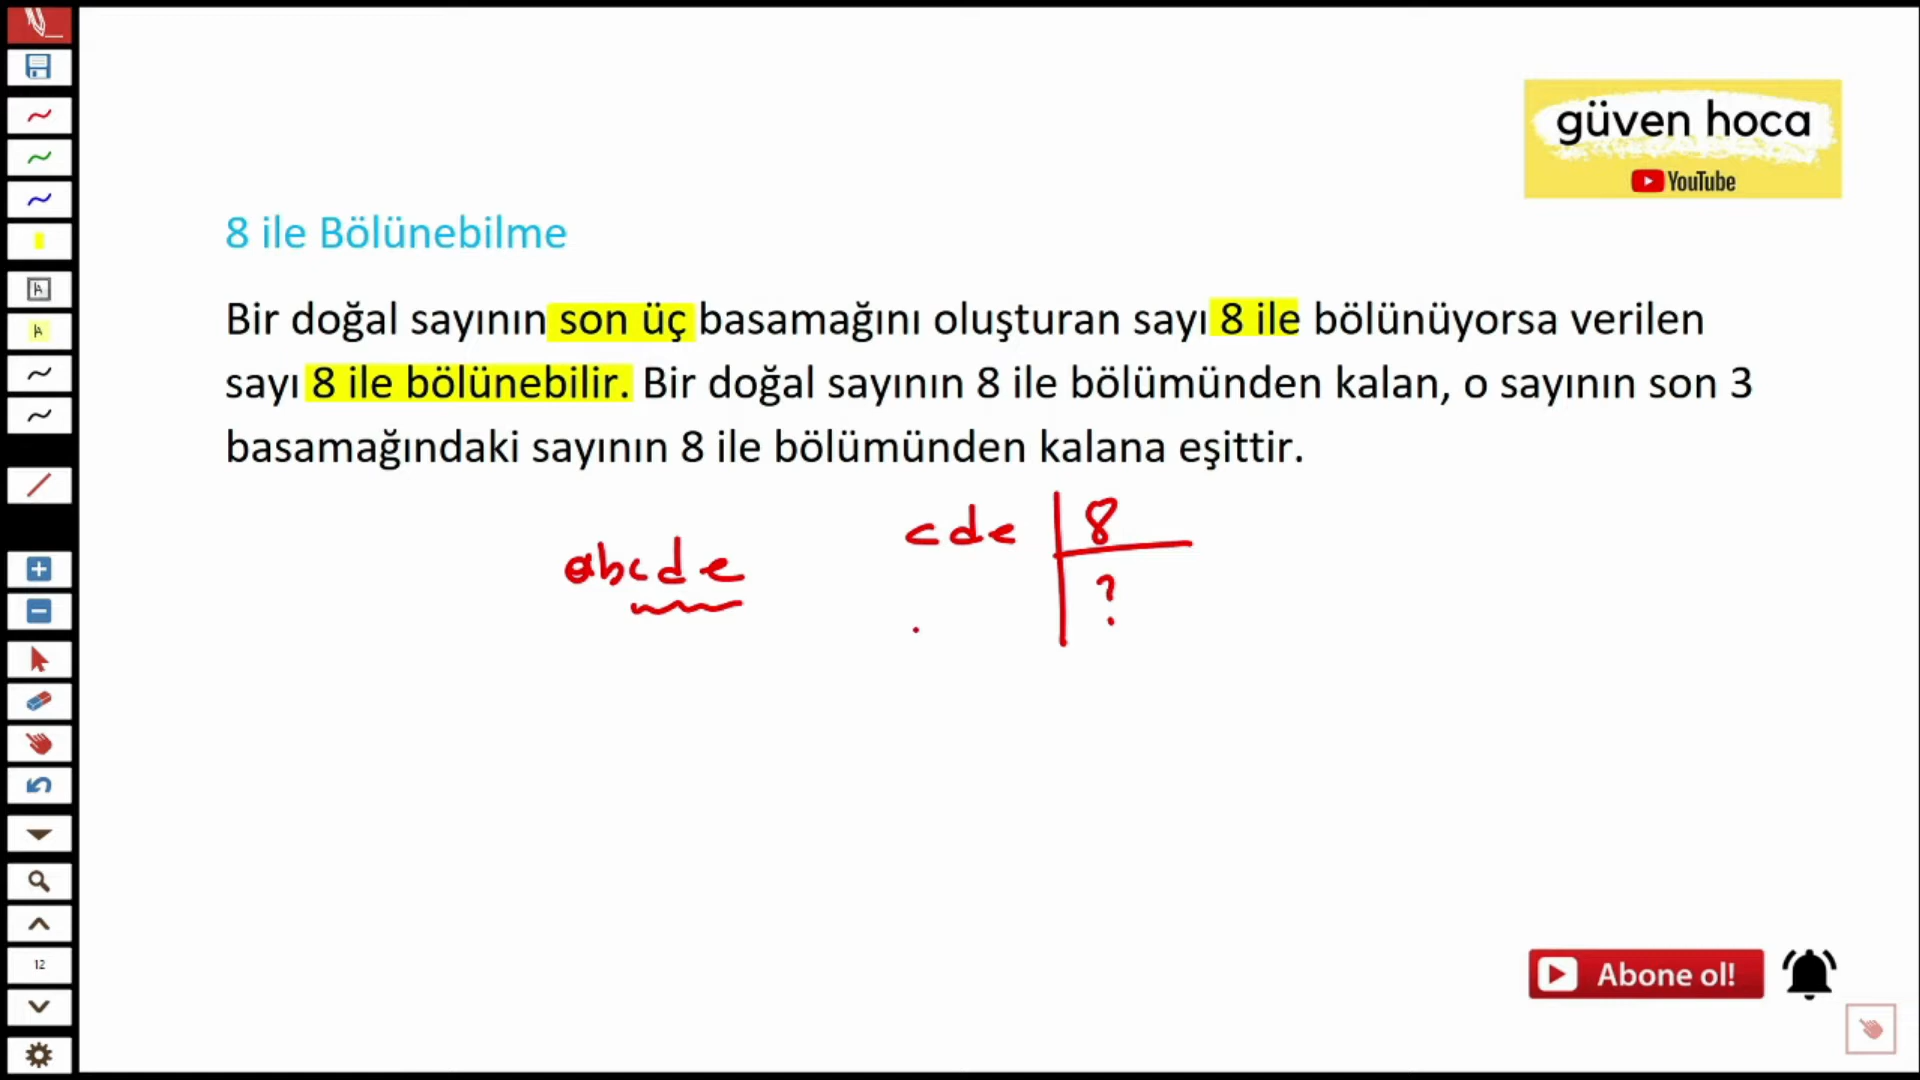 güven hoca
YouTube
8 ile Bölünebilme
Bir doğal sayının son üç basamağını oluşturan sayı 8 ile bölünüyorsa verilen
sayı 8 ile bölünebilir. Bir doğal sayının 8 ile bölümünden kalan, o sayının son 3
basamağındaki sayının 8 ile bölümünden kalana eşittir.
abcde
cde 8
?
Abone ol!
12